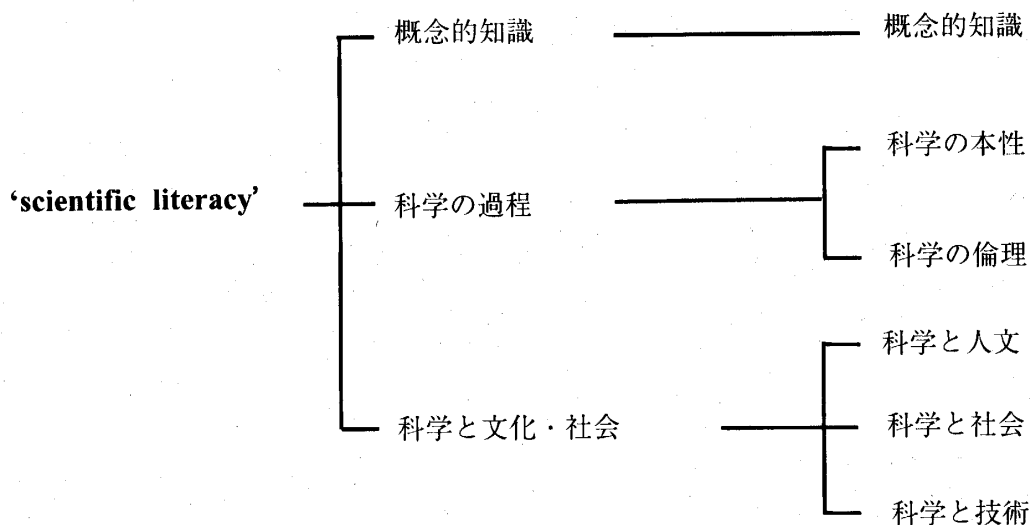 概念的知識
概念的知識
科学の本性
'scientific literacy'
科学の過程
科学の倫理
科学と人文
科学と文化・社会
科学と社会
科学と技術